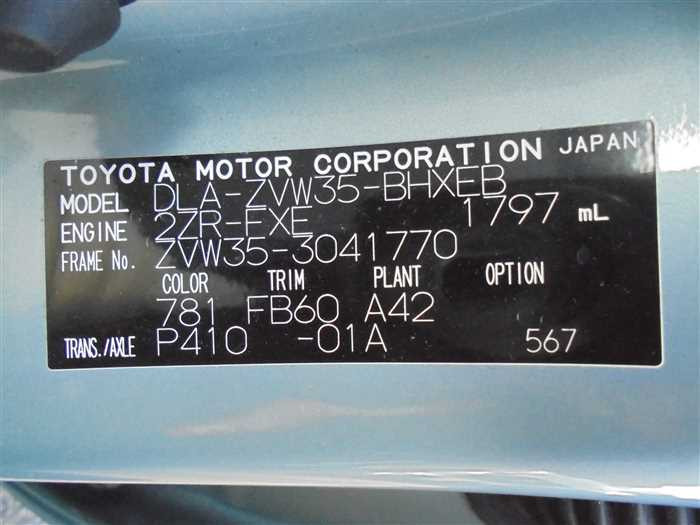 TOYOTA MOTOR CORPORATION JAPAN
MODEL DLA-ZVW35-BHXEB
ENGINE 2ZR-FXE 1797 mL
FRAME No. ZVW35-3041770
COLOR TRIM PLANT OPTION
781 FB60 A42
TRANS./AXLE P410 -01A 567